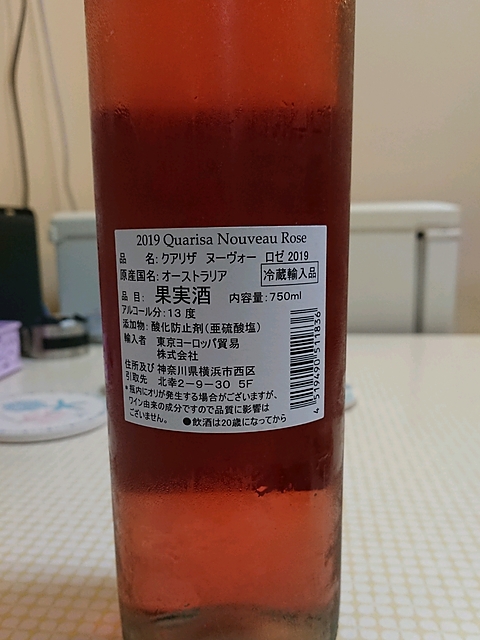 2019 Quarisa Nouveau Rose
品 名: クアリザ ヌーヴォー ロゼ 2019
原産国名: オーストラリア 冷蔵輸入品
品目: 果実酒 内容量: 750ml
アルコール分: 13 度
添加物: 酸化防止剤(亜硫酸塩)
輸入者 東京ヨーロッパ貿易
株式会社
住所及び 神奈川県横浜市西区
引取先 北幸2-9-30 5F
*瓶内にオリが発生する場合がございますが、
ワイン由来の成分ですので品質に影響は
ございません。 ●飲酒は20歳になってから
4 519490 511836